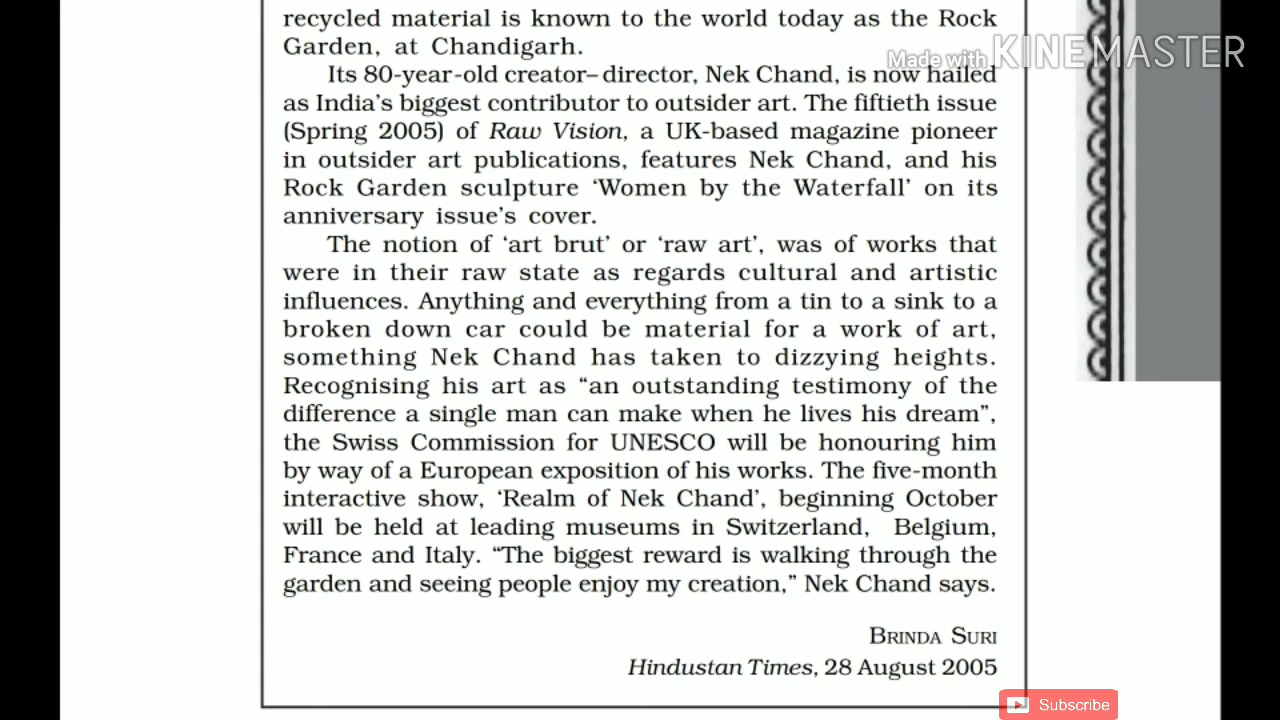 recycled material is known to the world today as the Rock
Garden, at Chandigarh.
Made with KINEMASTER
Its 80-year-old creator–director, Nek Chand, is now hailed
as India's biggest contributor to outsider art. The fiftieth issue
(Spring 2005) of Raw Vision, a UK-based magazine pioneer
in outsider art publications, features Nek Chand, and his
Rock Garden sculpture ‘Women by the Waterfall’ on its
anniversary issue's cover.
The notion of ‘art brut’ or ‘raw art’, was of works that
were in their raw state as regards cultural and artistic
influences. Anything and everything from a tin to a sink to a
broken down car could be material for a work of art,
something Nek Chand has taken to dizzying heights.
Recognising his art as “an outstanding testimony of the
difference a single man can make when he lives his dream”,
the Swiss Commission for UNESCO will be honouring him
by way of a European exposition of his works. The five-month
interactive show, ‘Realm of Nek Chand’, beginning October
will be held at leading museums in Switzerland, Belgium,
France and Italy. “The biggest reward is walking through the
garden and seeing people enjoy my creation,” Nek Chand says.
BRINDA SURI
Hindustan Times, 28 August 2005
Subscribe